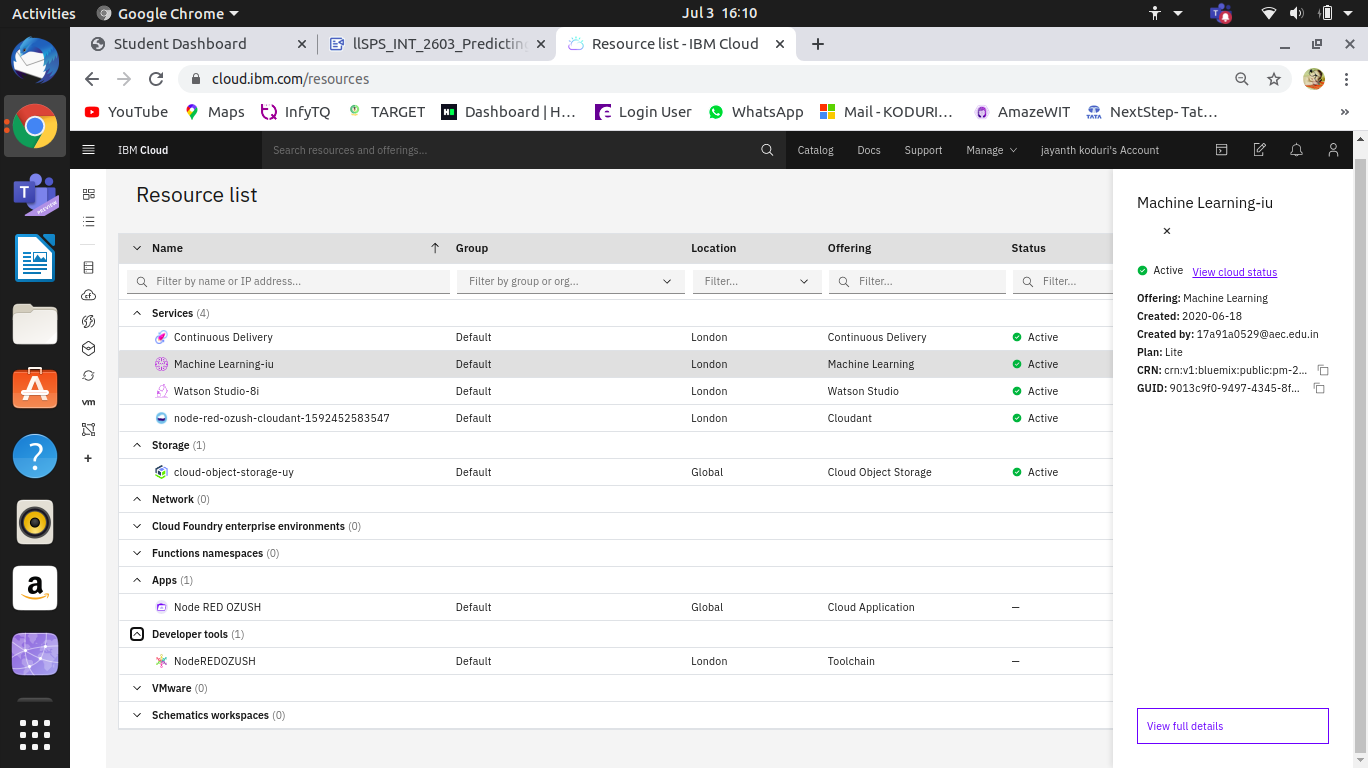 Activities Google Chrome Jul 3 16:10
Student Dashboard llSPS_INT_2603_Predicting Resource list - IBM Cloud
cloud.ibm.com/resources
YouTube Maps InfyTQ TARGET Dashboard | H... Login User WhatsApp Mail - KODURI... AmazeWIT NextStep- Tat... »
IBM Cloud Search resources and offerings... Catalog Docs Support Manage jayanth koduri's Account
Resource list
Name Group Location Offering Status
Filter by name or IP address... Filter by group or org... Filter... Filter... Filter...
Services (4)
Continuous Delivery Default London Continuous Delivery Active
Machine Learning-iu Default London Machine Learning Active
Watson Studio-8i Default London Watson Studio Active
node-red-ozush-cloudant-1592452583547 Default London Cloudant Active
Storage (1)
cloud-object-storage-uy Default Global Cloud Object Storage Active
Network (0)
Cloud Foundry enterprise environments (0)
Functions namespaces (0)
Apps (1)
Node RED OZUSH Default Global Cloud Application —
Developer tools (1)
NodeREDOZUSH Default London Toolchain —
VMware (0)
Schematics workspaces (0)
Machine Learning-iu
Active View cloud status
Offering: Machine Learning
Created: 2020-06-18
Created by: 17a91a0529@aec.edu.in
Plan: Lite
CRN: crn:v1:bluemix:public:pm-2...
GUID: 9013c9f0-9497-4345-8f...
View full details
vm